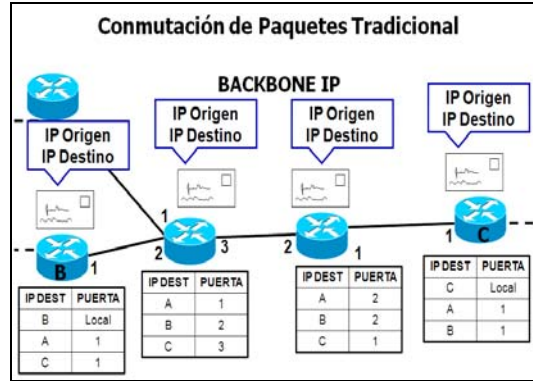 Conmutación de Paquetes Tradicional
BACKBONE IP
IP Origen
IP Destino
IP Origen
IP Destino
IP Origen
IP Destino
IP Origen
IP Destino
B
1
1
2
3
2
1
1
C
IP DEST PUERTA
B Local
A 1
C 1
IP DEST PUERTA
A 1
B 2
C 3
IP DEST PUERTA
A 2
B 2
C 1
IP DEST PUERTA
C Local
A 1
B 1